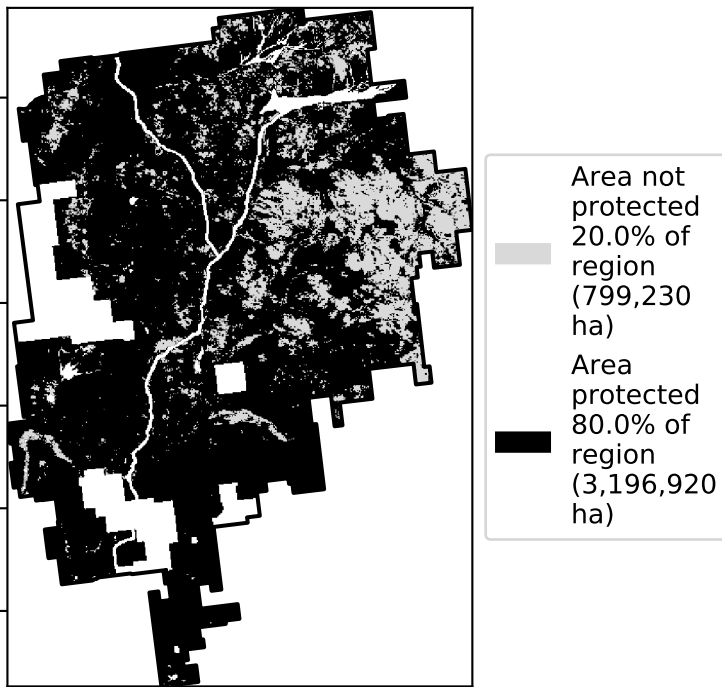 Area not
protected
20.0% of
region
(799,230
ha)
Area
protected
80.0% of
region
(3,196,920
ha)